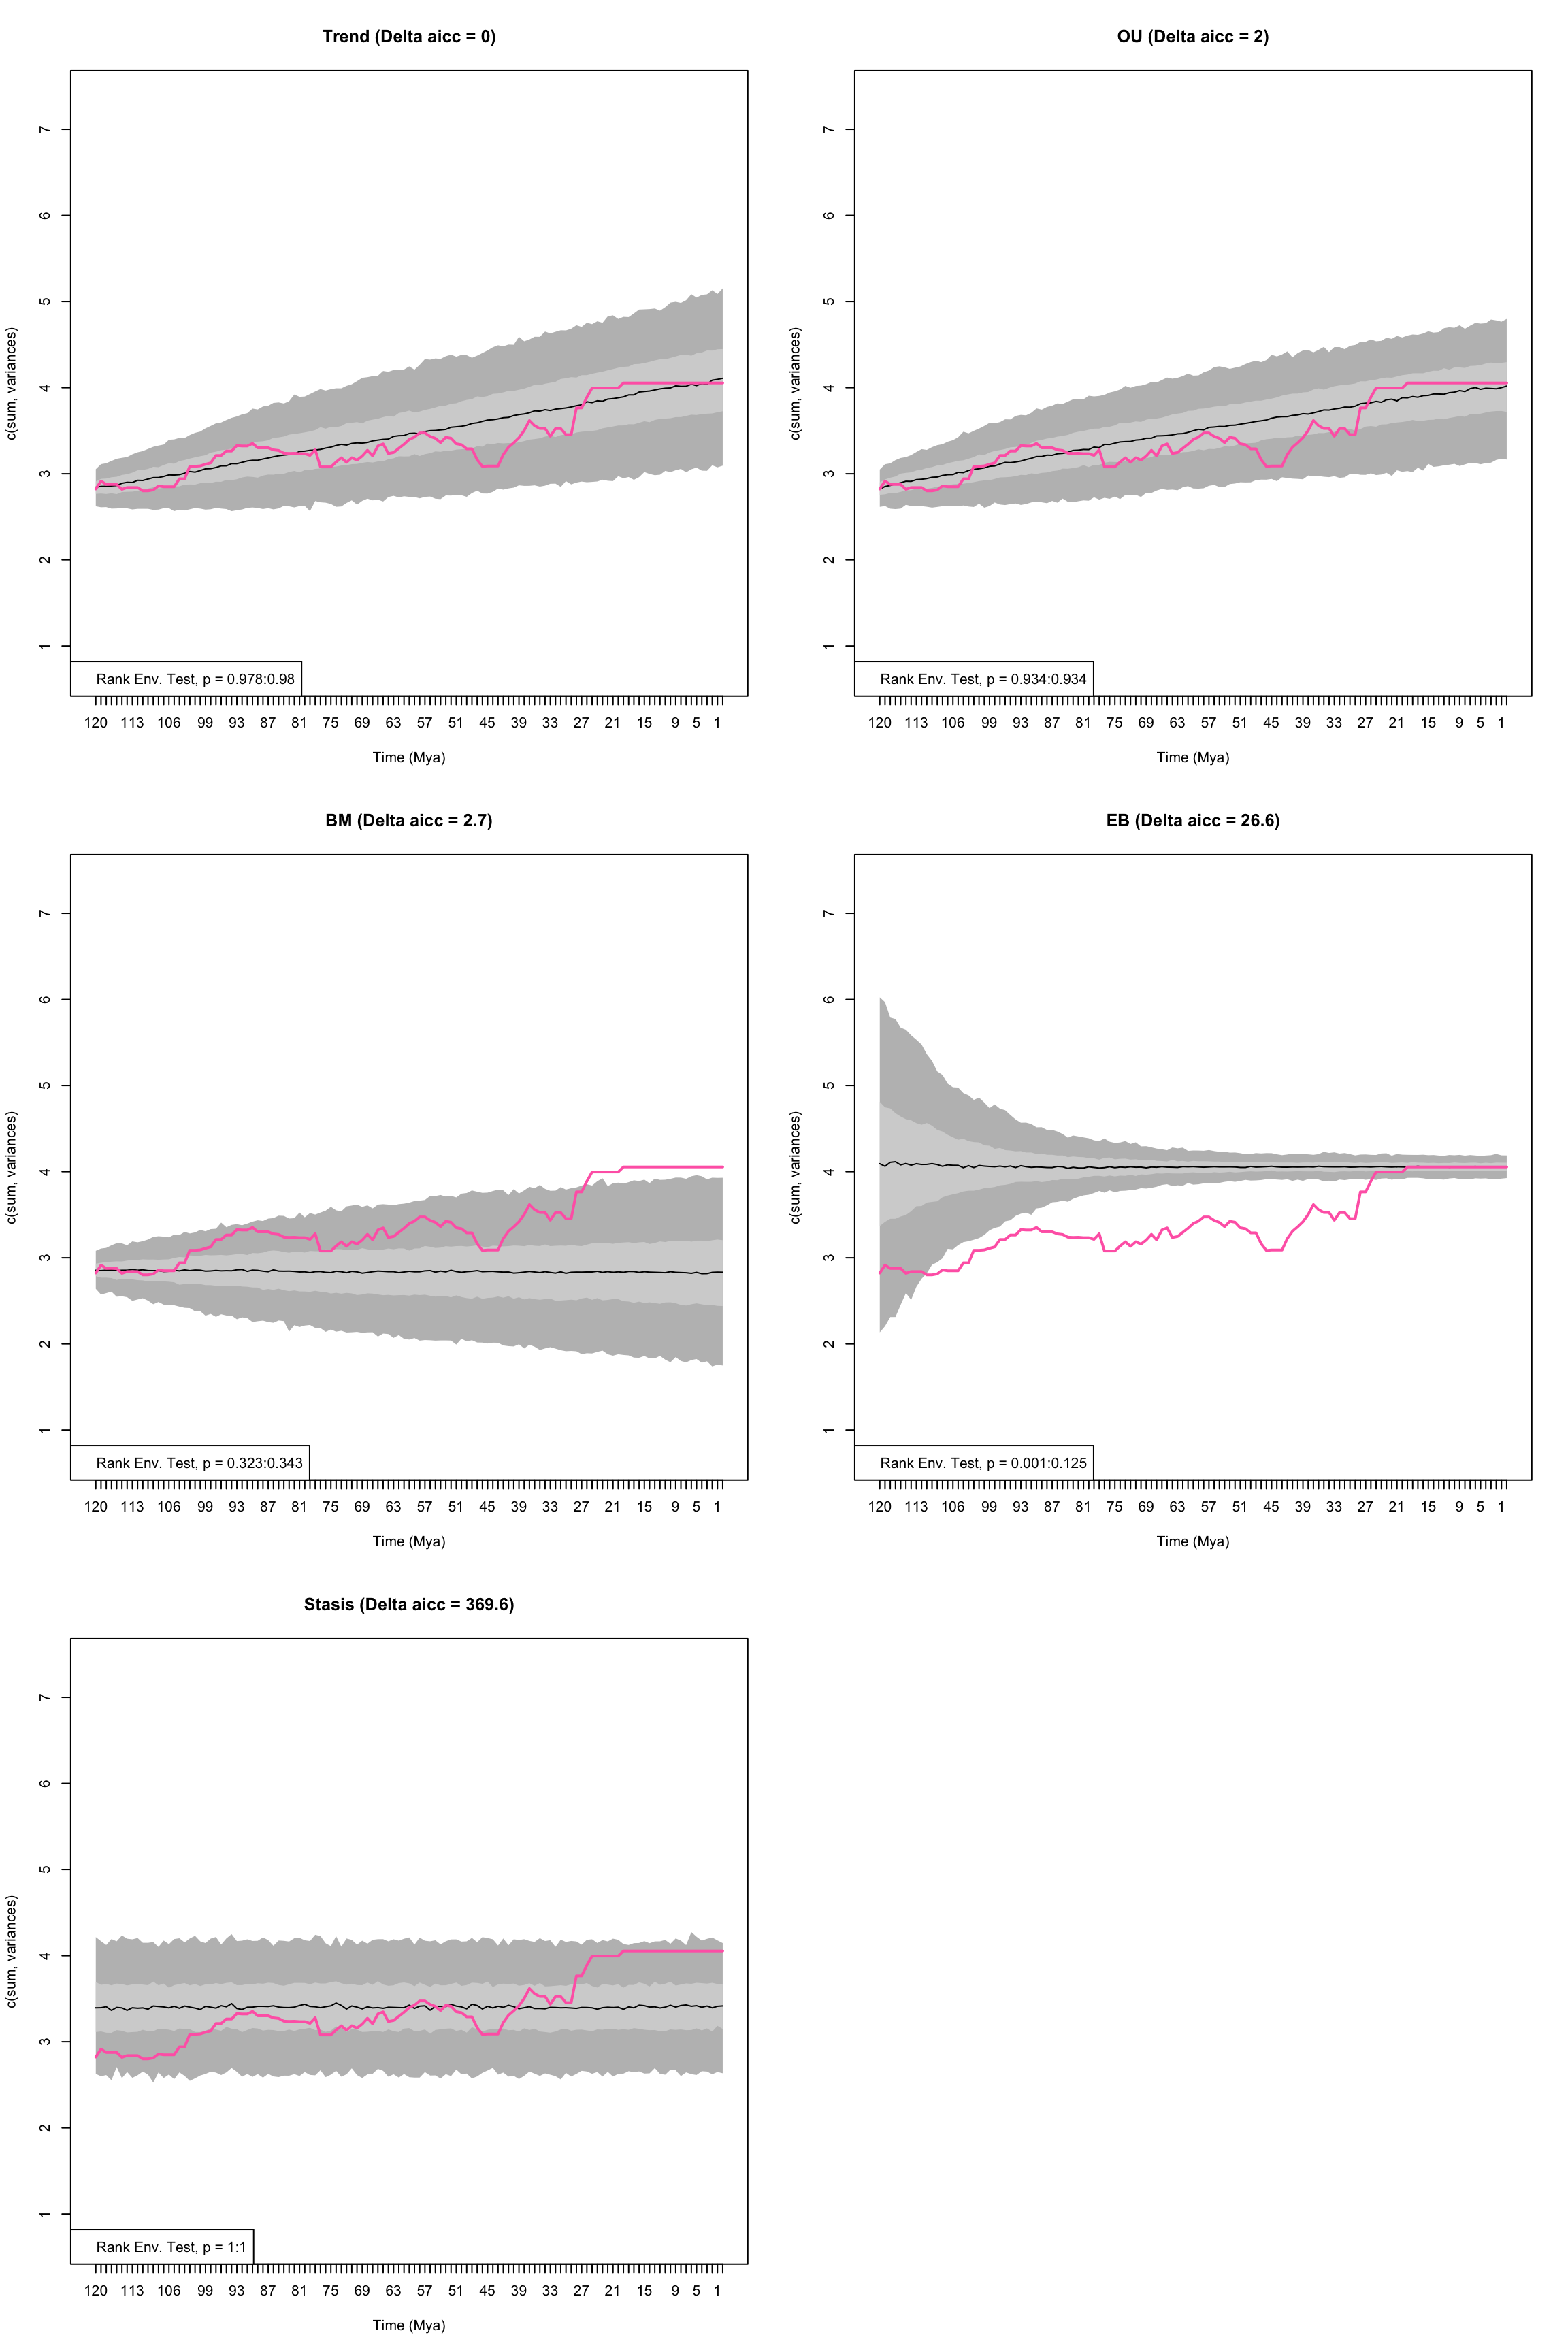 Trend (Delta aicc = 0)
c(sum, variances)
7
6
5
4
3
2
1
Rank Env. Test, p = 0.978:0.98
120 113 106 99 93 87 81 75 69 63 57 51 45 39 33 27 21 15 9 5 1
Time (Mya)
OU (Delta aicc = 2)
c(sum, variances)
7
6
5
4
3
2
1
Rank Env. Test, p = 0.934:0.934
120 113 106 99 93 87 81 75 69 63 57 51 45 39 33 27 21 15 9 5 1
Time (Mya)
BM (Delta aicc = 2.7)
c(sum, variances)
7
6
5
4
3
2
1
Rank Env. Test, p = 0.323:0.343
120 113 106 99 93 87 81 75 69 63 57 51 45 39 33 27 21 15 9 5 1
Time (Mya)
EB (Delta aicc = 26.6)
c(sum, variances)
7
6
5
4
3
2
1
Rank Env. Test, p = 0.001:0.125
120 113 106 99 93 87 81 75 69 63 57 51 45 39 33 27 21 15 9 5 1
Time (Mya)
Stasis (Delta aicc = 369.6)
c(sum, variances)
7
6
5
4
3
2
1
Rank Env. Test, p = 1:1
120 113 106 99 93 87 81 75 69 63 57 51 45 39 33 27 21 15 9 5 1
Time (Mya)